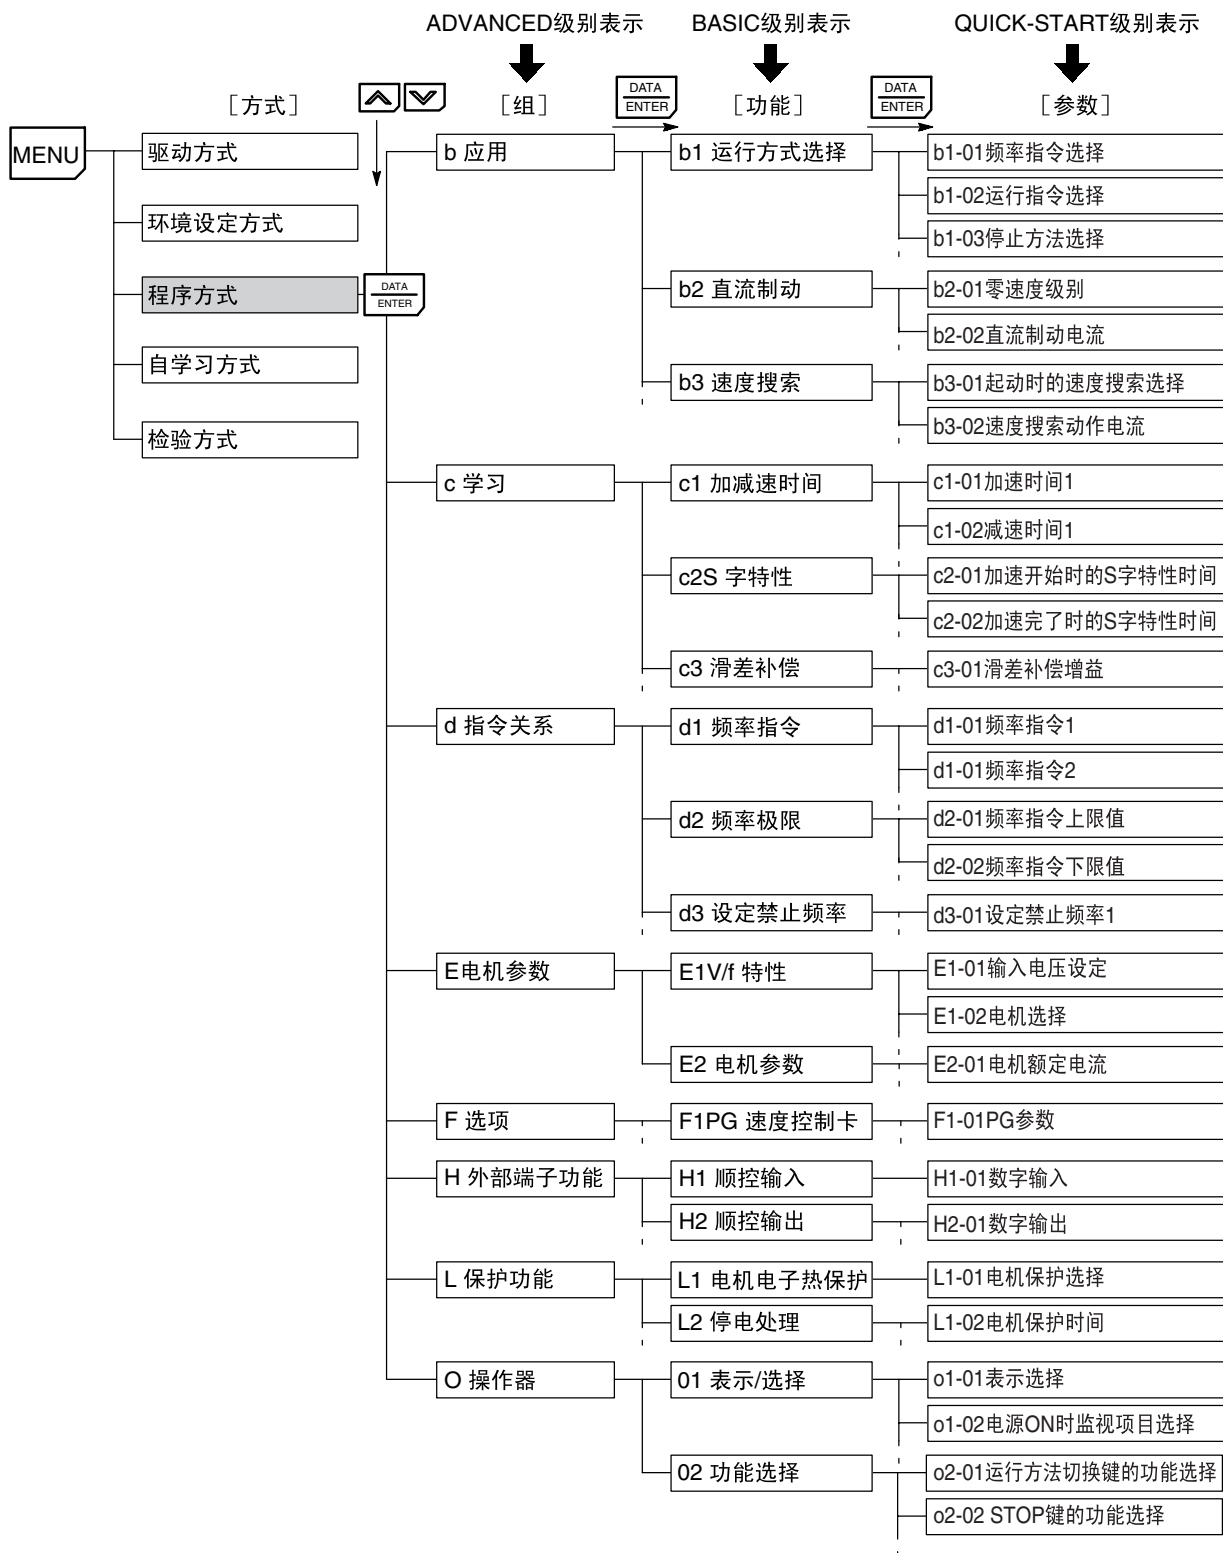 ADVANCED级别表示 BASIC级别表示 QUICK-START级别表示
［方式］ ［组］ DATA ENTER ［功能］ DATA ENTER ［参数］
MENU 驱动方式 b 应用 b1 运行方式选择 b1-01频率指令选择
b1-02运行指令选择
环境设定方式
b1-03停止方法选择
程序方式 DATA ENTER b2 直流制动 b2-01零速度级别
b2-02直流制动电流
自学习方式
b3 速度搜索 b3-01起动时的速度搜索选择
检验方式 b3-02速度搜索动作电流
c 学习 c1 加减速时间 c1-01加速时间1
c1-02减速时间1
c2S 字特性 c2-01加速开始时的S字特性时间
c2-02加速完了时的S字特性时间
c3 滑差补偿 c3-01滑差补偿增益
d 指令关系 d1 频率指令 d1-01频率指令1
d1-01频率指令2
d2 频率极限 d2-01频率指令上限值
d2-02频率指令下限值
d3 设定禁止频率 d3-01设定禁止频率1
E电机参数 E1V/f 特性 E1-01输入电压设定
E1-02电机选择
E2 电机参数 E2-01电机额定电流
F 选项 F1PG 速度控制卡 F1-01PG参数
H 外部端子功能 H1 顺控输入 H1-01数字输入
H2 顺控输出 H2-01数字输出
L 保护功能 L1 电机电子热保护 L1-01电机保护选择
L2 停电处理 L1-02电机保护时间
O 操作器 01 表示/选择 o1-01表示选择
o1-02电源ON时监视项目选择
02 功能选择 o2-01运行方法切换键的功能选择
o2-02 STOP键的功能选择